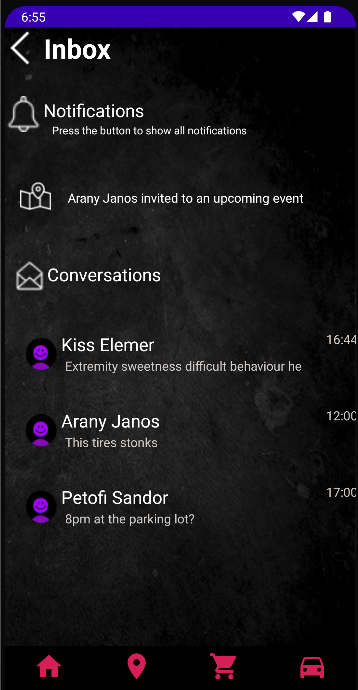 6:55
Inbox
Notifications
Press the button to show all notifications
Arany Janos invited to an upcoming event
Conversations
Kiss Elemer
16:44
Extremity sweetness difficult behaviour he
Arany Janos
12:00
This tires stonks
Petofi Sandor
17:00
8pm at the parking lot?